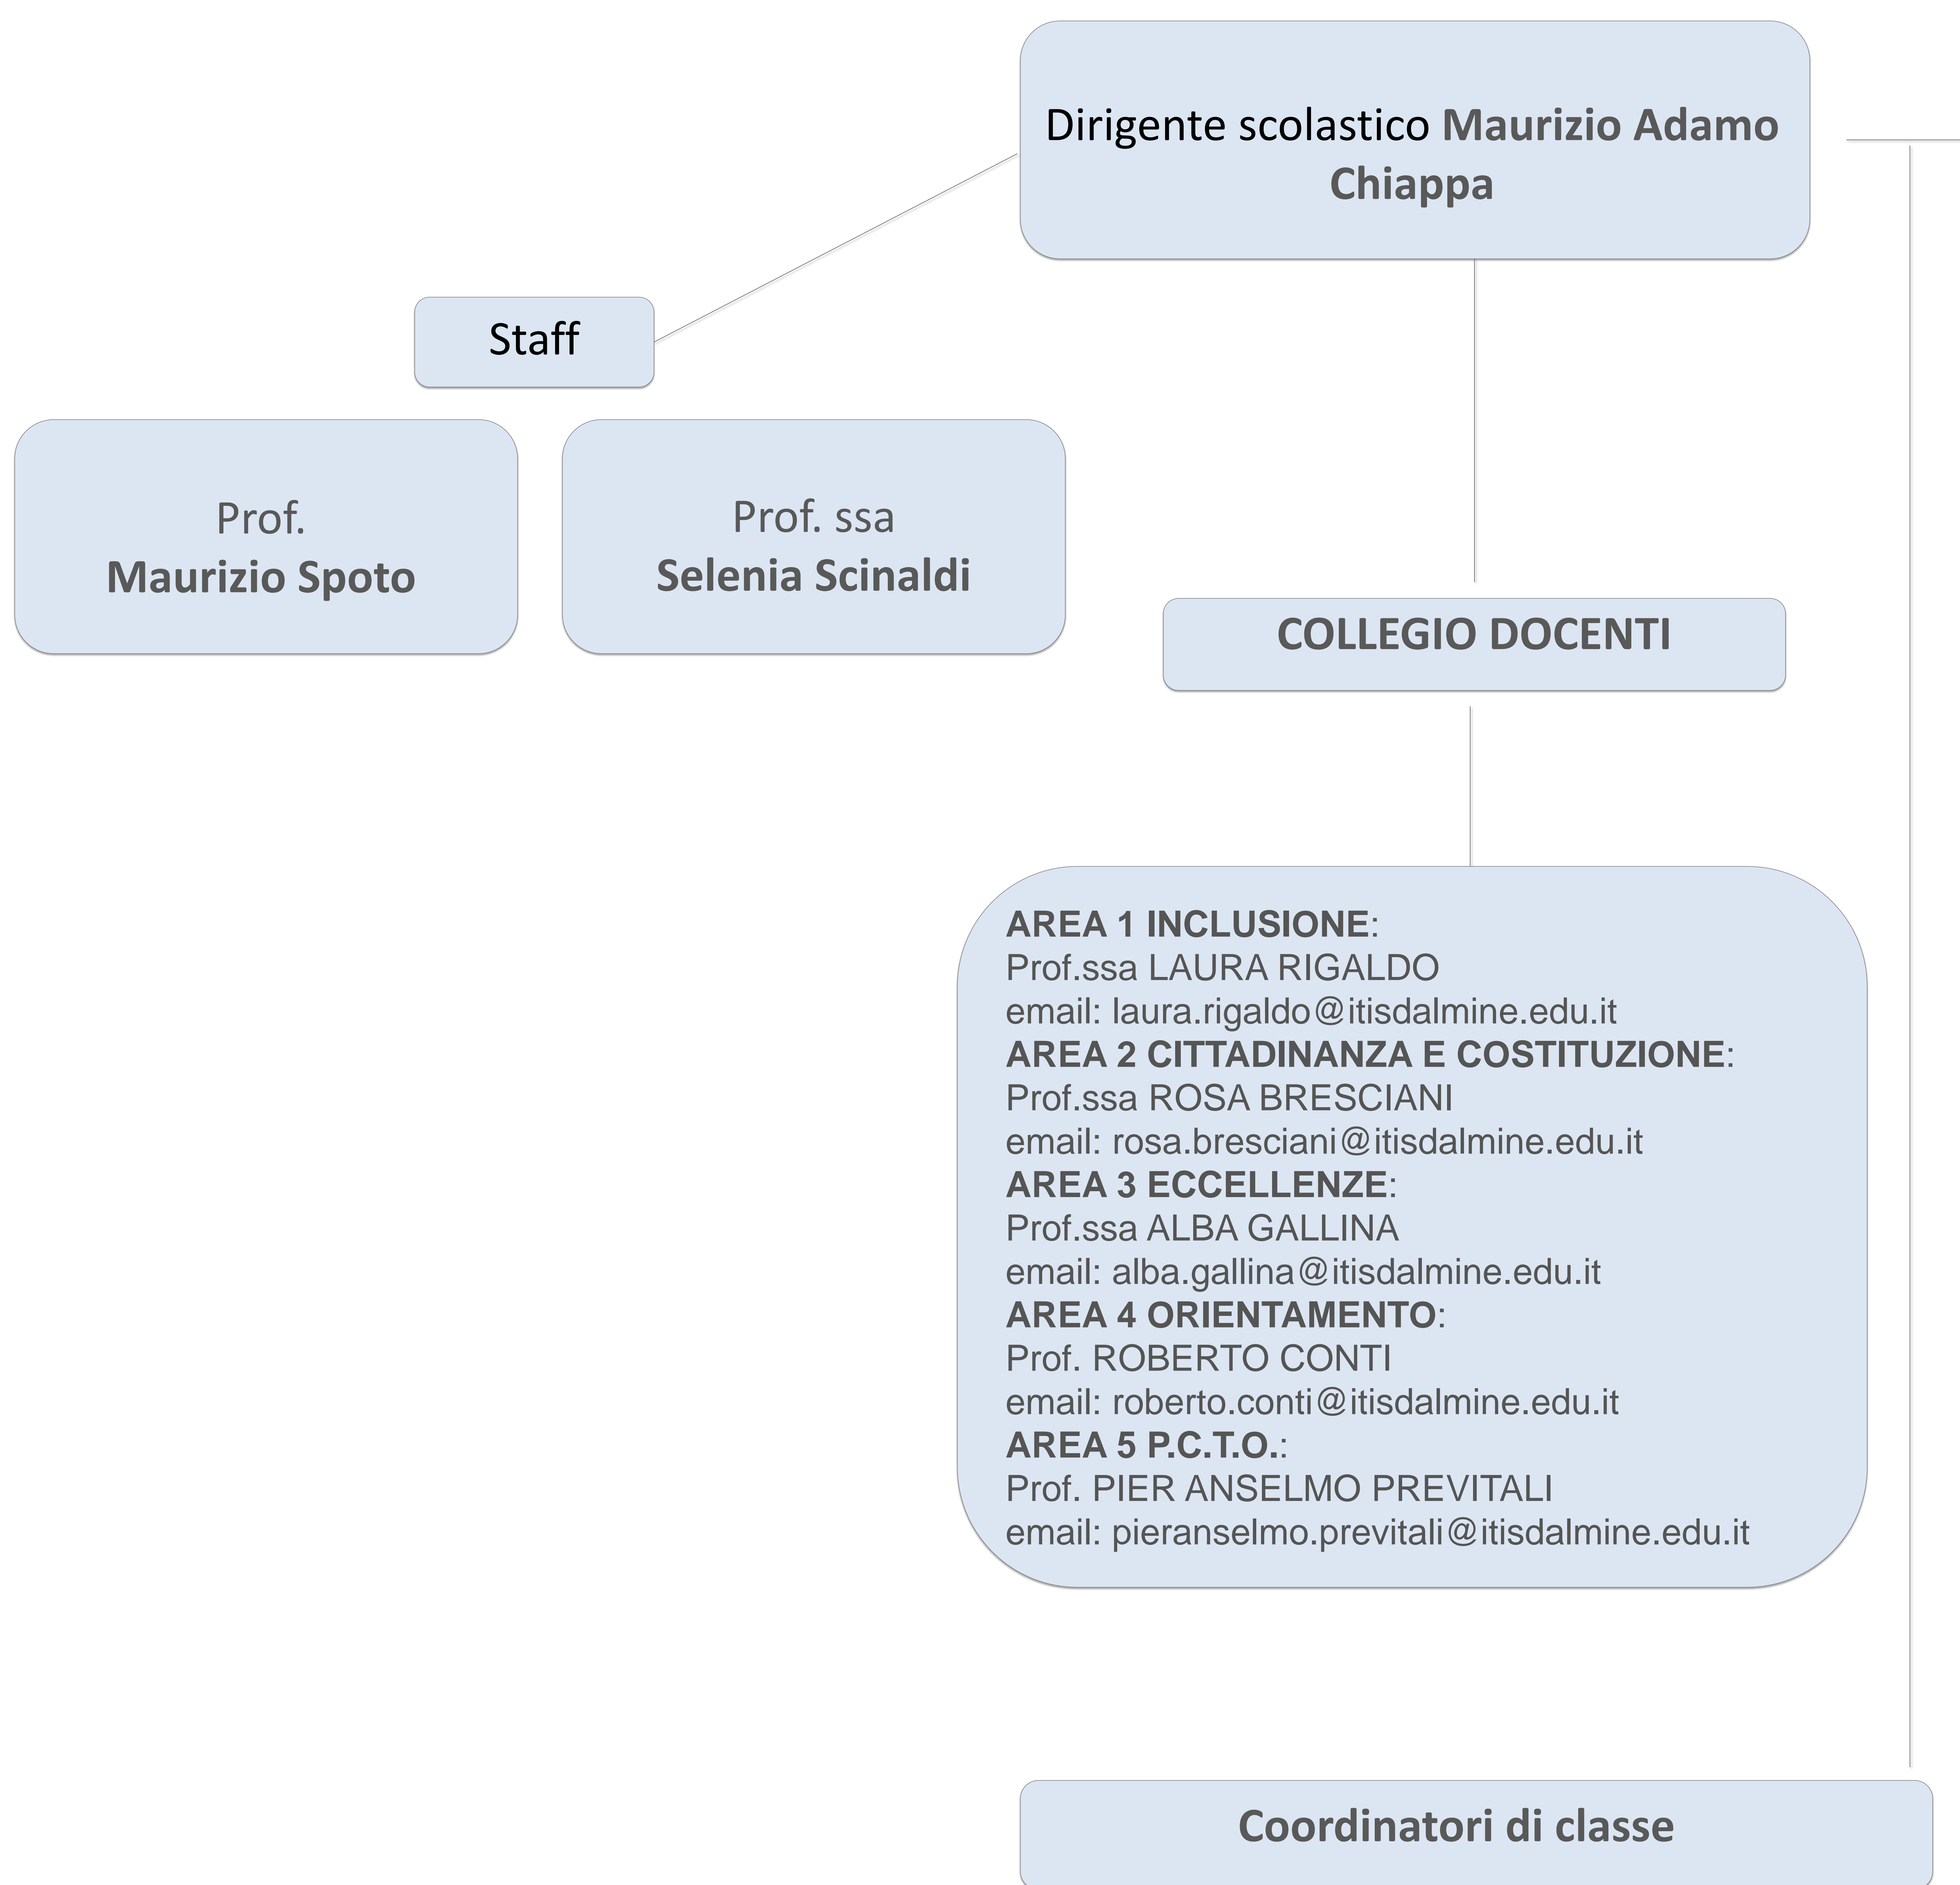 Dirigente scolastico Maurizio Adamo
Chiappa
Staff
Prof.
Maurizio Spoto
Prof. ssa
Selenia Scinaldi
COLLEGIO DOCENTI
AREA 1 INCLUSIONE:
Prof.ssa LAURA RIGALDO
email: laura.rigaldo@itisdalmine.edu.it
AREA 2 CITTADINANZA E COSTITUZIONE:
Prof.ssa ROSA BRESCIANI
email: rosa.bresciani@itisdalmine.edu.it
AREA 3 ECCELLENZE:
Prof.ssa ALBA GALLINA
email: alba.gallina@itisdalmine.edu.it
AREA 4 ORIENTAMENTO:
Prof. ROBERTO CONTI
email: roberto.conti@itisdalmine.edu.it
AREA 5 P.C.T.O.:
Prof. PIER ANSELMO PREVITALI
email: pieranselmo.previtali@itisdalmine.edu.it
Coordinatori di classe